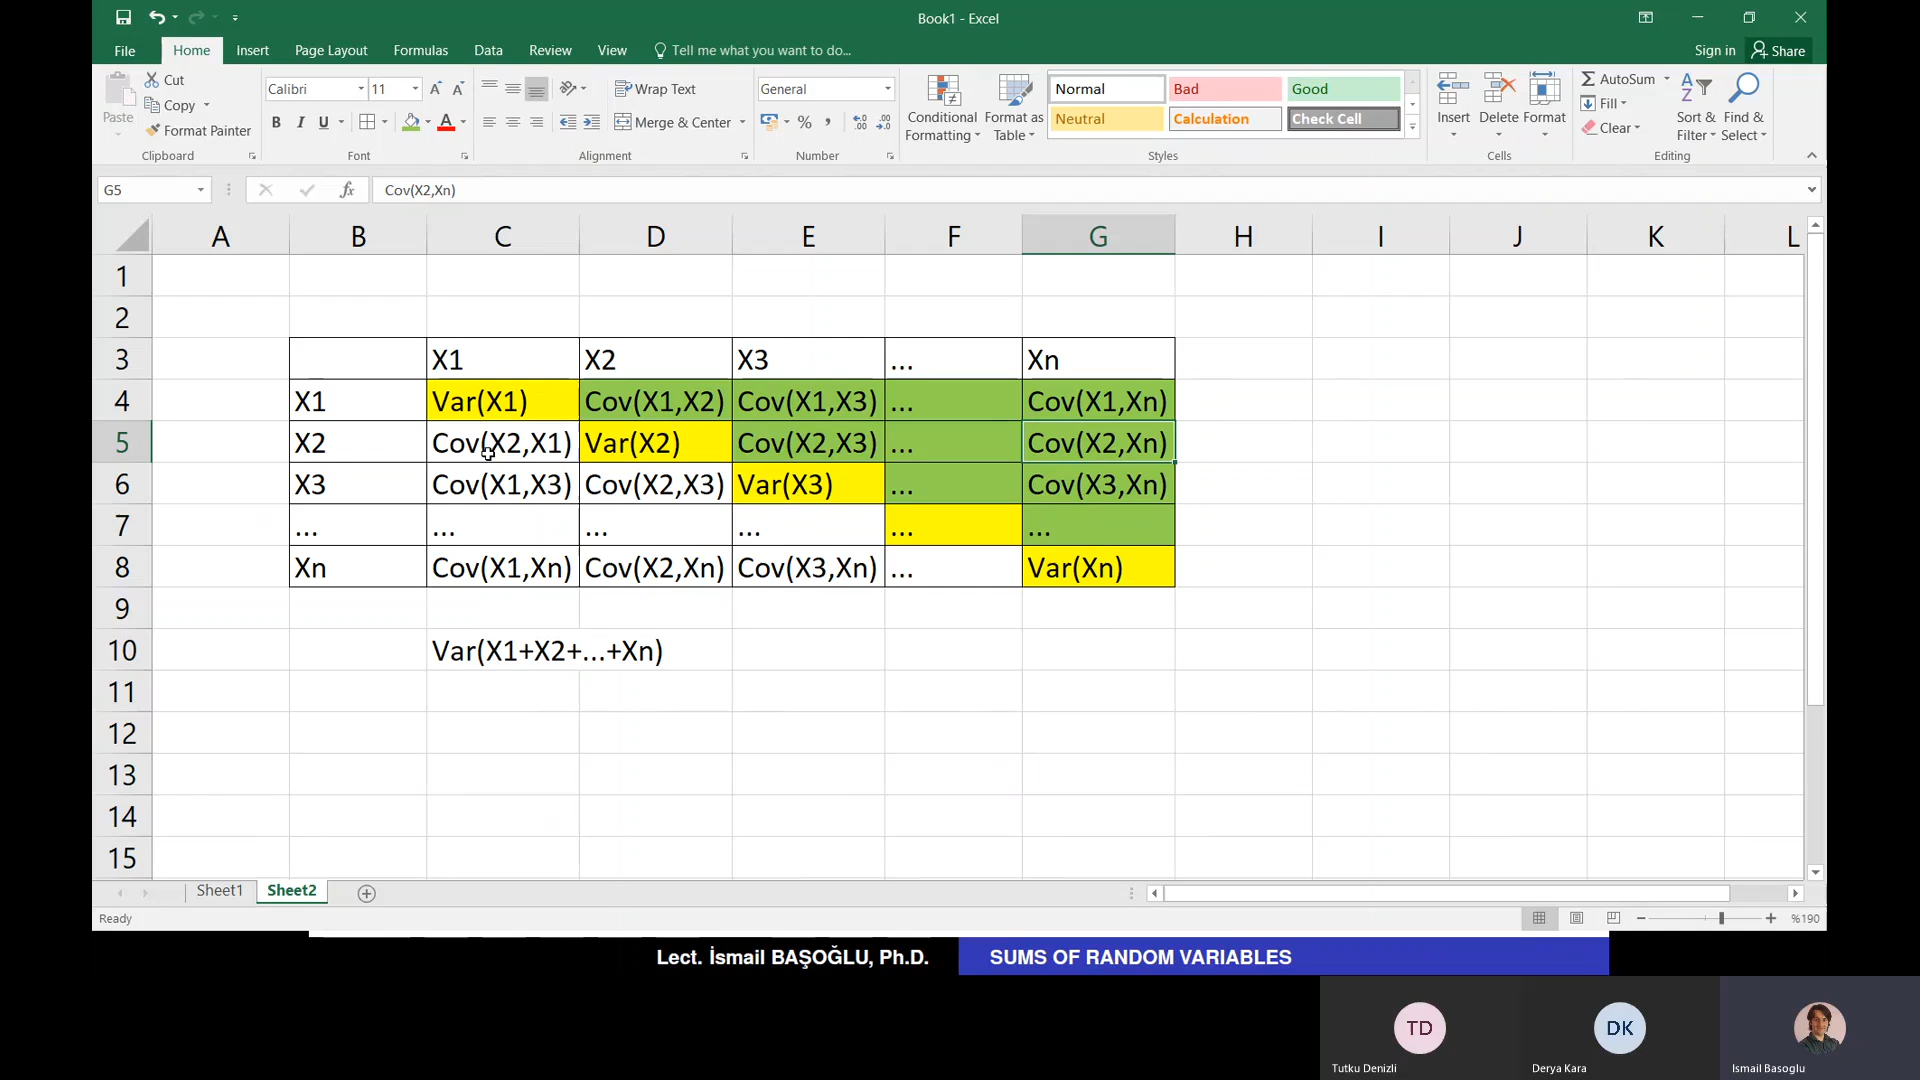 Book1 - Excel
File Home Insert Page Layout Formulas Data Review View Tell me what you want to do... Sign in Share
Paste Cut Copy Format Painter Clipboard
Calibri 11 B I U A Font
Wrap Text Merge & Center Alignment
General % , Number
Conditional Formatting Format as Table
Normal Bad Good
Neutral Calculation Check Cell
Styles
Insert Delete Format Cells
AutoSum Fill Clear Sort & Filter Find & Select Editing
G5 fx Cov(X2,Xn)
A B C D E F G H I J K L
1
2
3 X1 X2 X3 ... Xn
4 X1 Var(X1) Cov(X1,X2) Cov(X1,X3) ... Cov(X1,Xn)
5 X2 Cov(X2,X1) Var(X2) Cov(X2,X3) ... Cov(X2,Xn)
6 X3 Cov(X1,X3) Cov(X2,X3) Var(X3) ... Cov(X3,Xn)
7 ... ... ... ... ... ...
8 Xn Cov(X1,Xn) Cov(X2,Xn) Cov(X3,Xn) ... Var(Xn)
9
10 Var(X1+X2+...+Xn)
11
12
13
14
15
Sheet1 Sheet2
Ready %190
Lect. İsmail BAŞOĞLU, Ph.D. SUMS OF RANDOM VARIABLES
TD DK
Tutku Denizli Derya Kara Ismail Basoglu